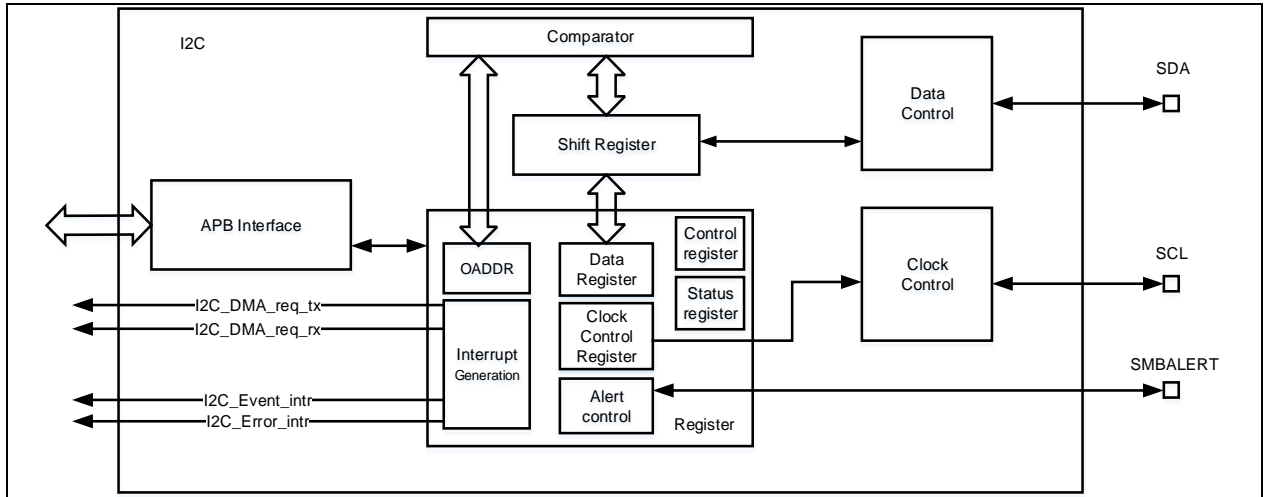 I2C
Comparator
SDA
Data
Control
Shift Register
APB Interface
Control
register
OADDR
Data
Register
Clock
Control
SCL
Status
register
I2C_DMA_req_tx
I2C_DMA_req_rx
Clock
Control
Register
Interrupt
Generation
SMBALERT
I2C_Event_intr
I2C_Error_intr
Alert
control
Register